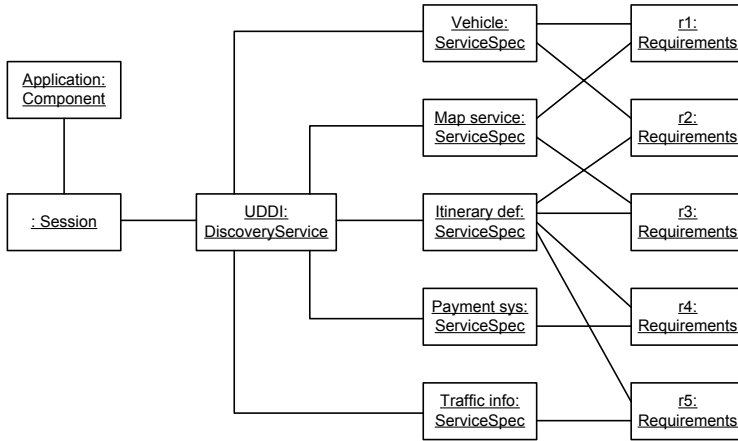 Application:
Component
: Session
UDDI:
DiscoveryService
Vehicle:
ServiceSpec
Map service:
ServiceSpec
Itinerary def:
ServiceSpec
Payment sys:
ServiceSpec
Traffic info:
ServiceSpec
r1:
Requirements
r2:
Requirements
r3:
Requirements
r4:
Requirements
r5:
Requirements